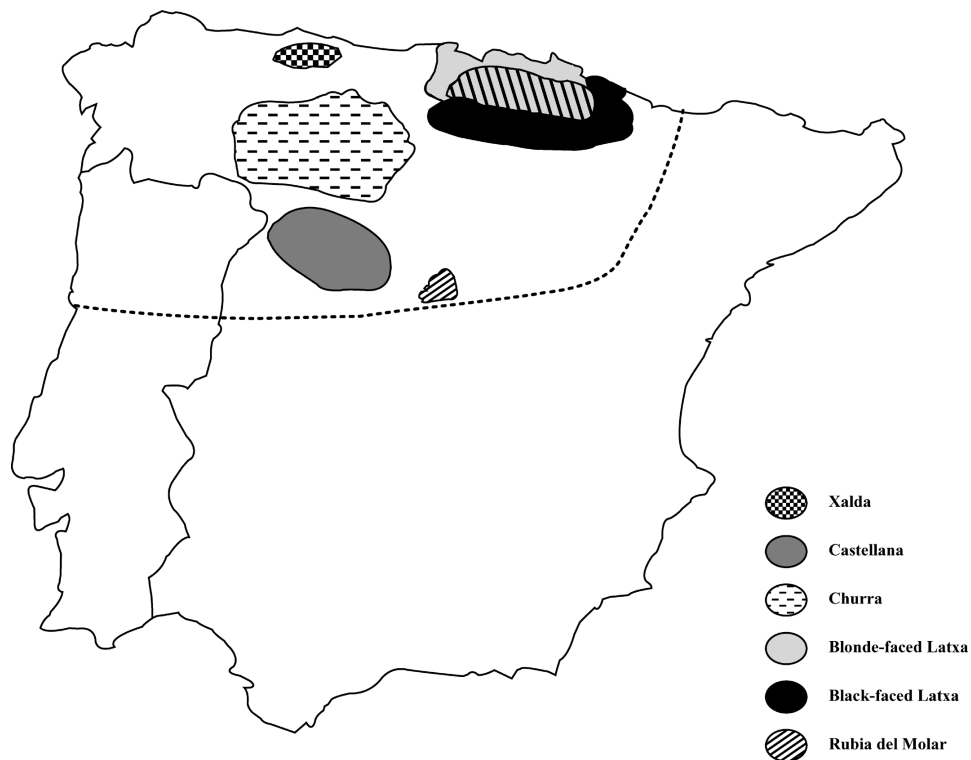 Xalda
Castellana
Churra
Blonde-faced Latxa
Black-faced Latxa
Rubia del Molar